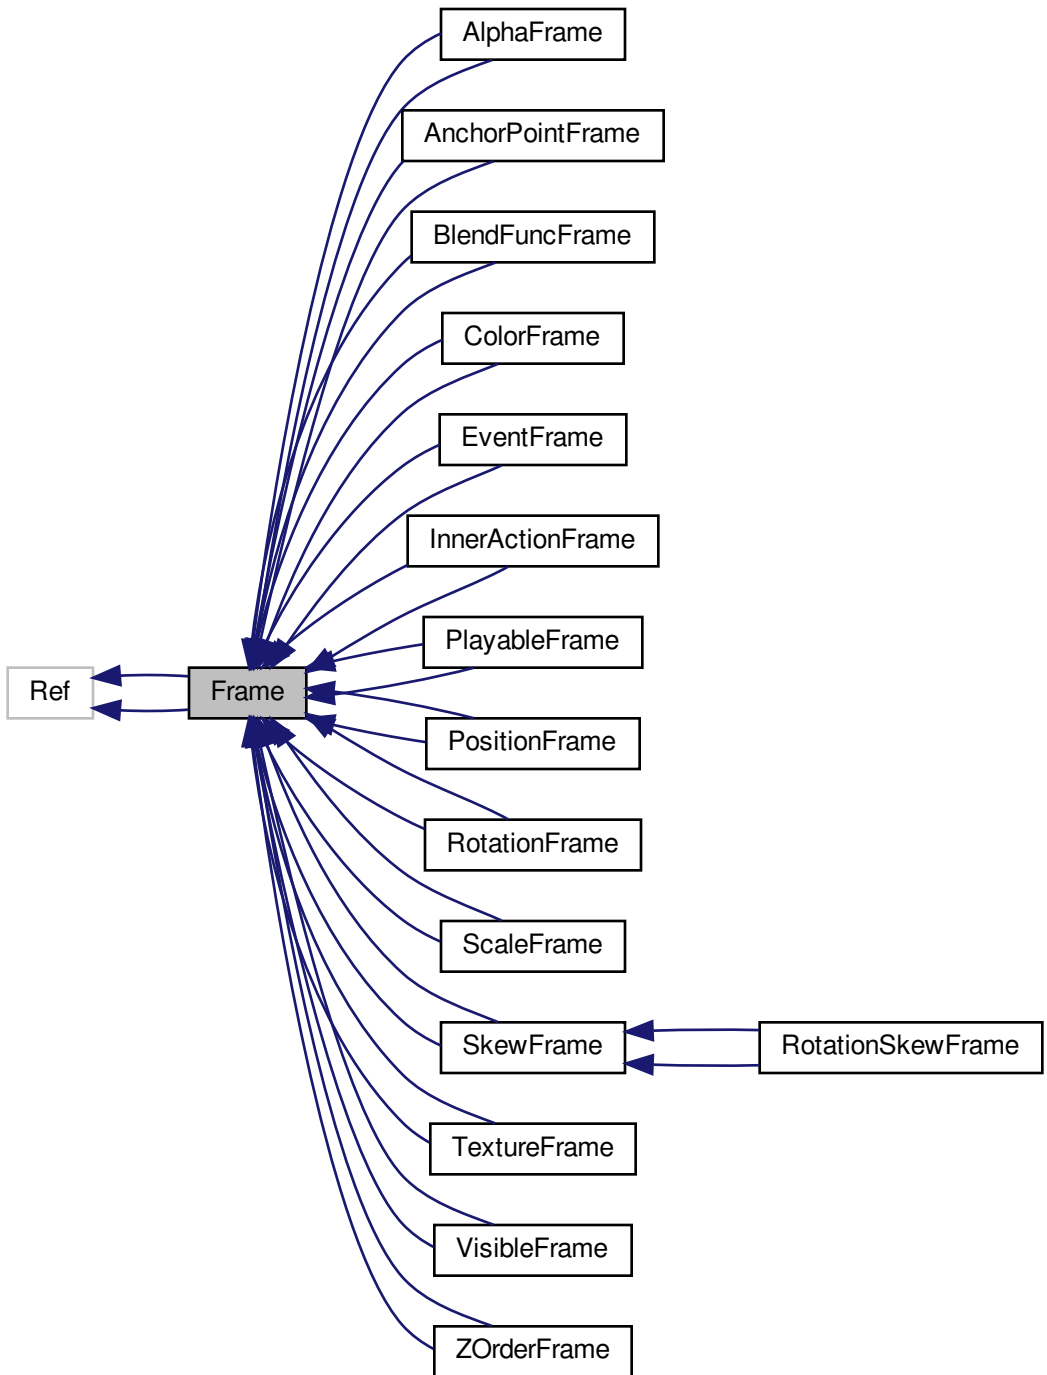 AlphaFrame
AnchorPointFrame
BlendFuncFrame
ColorFrame
EventFrame
InnerActionFrame
PlayableFrame
Ref
Frame
PositionFrame
RotationFrame
ScaleFrame
SkewFrame
RotationSkewFrame
TextureFrame
VisibleFrame
ZOrderFrame